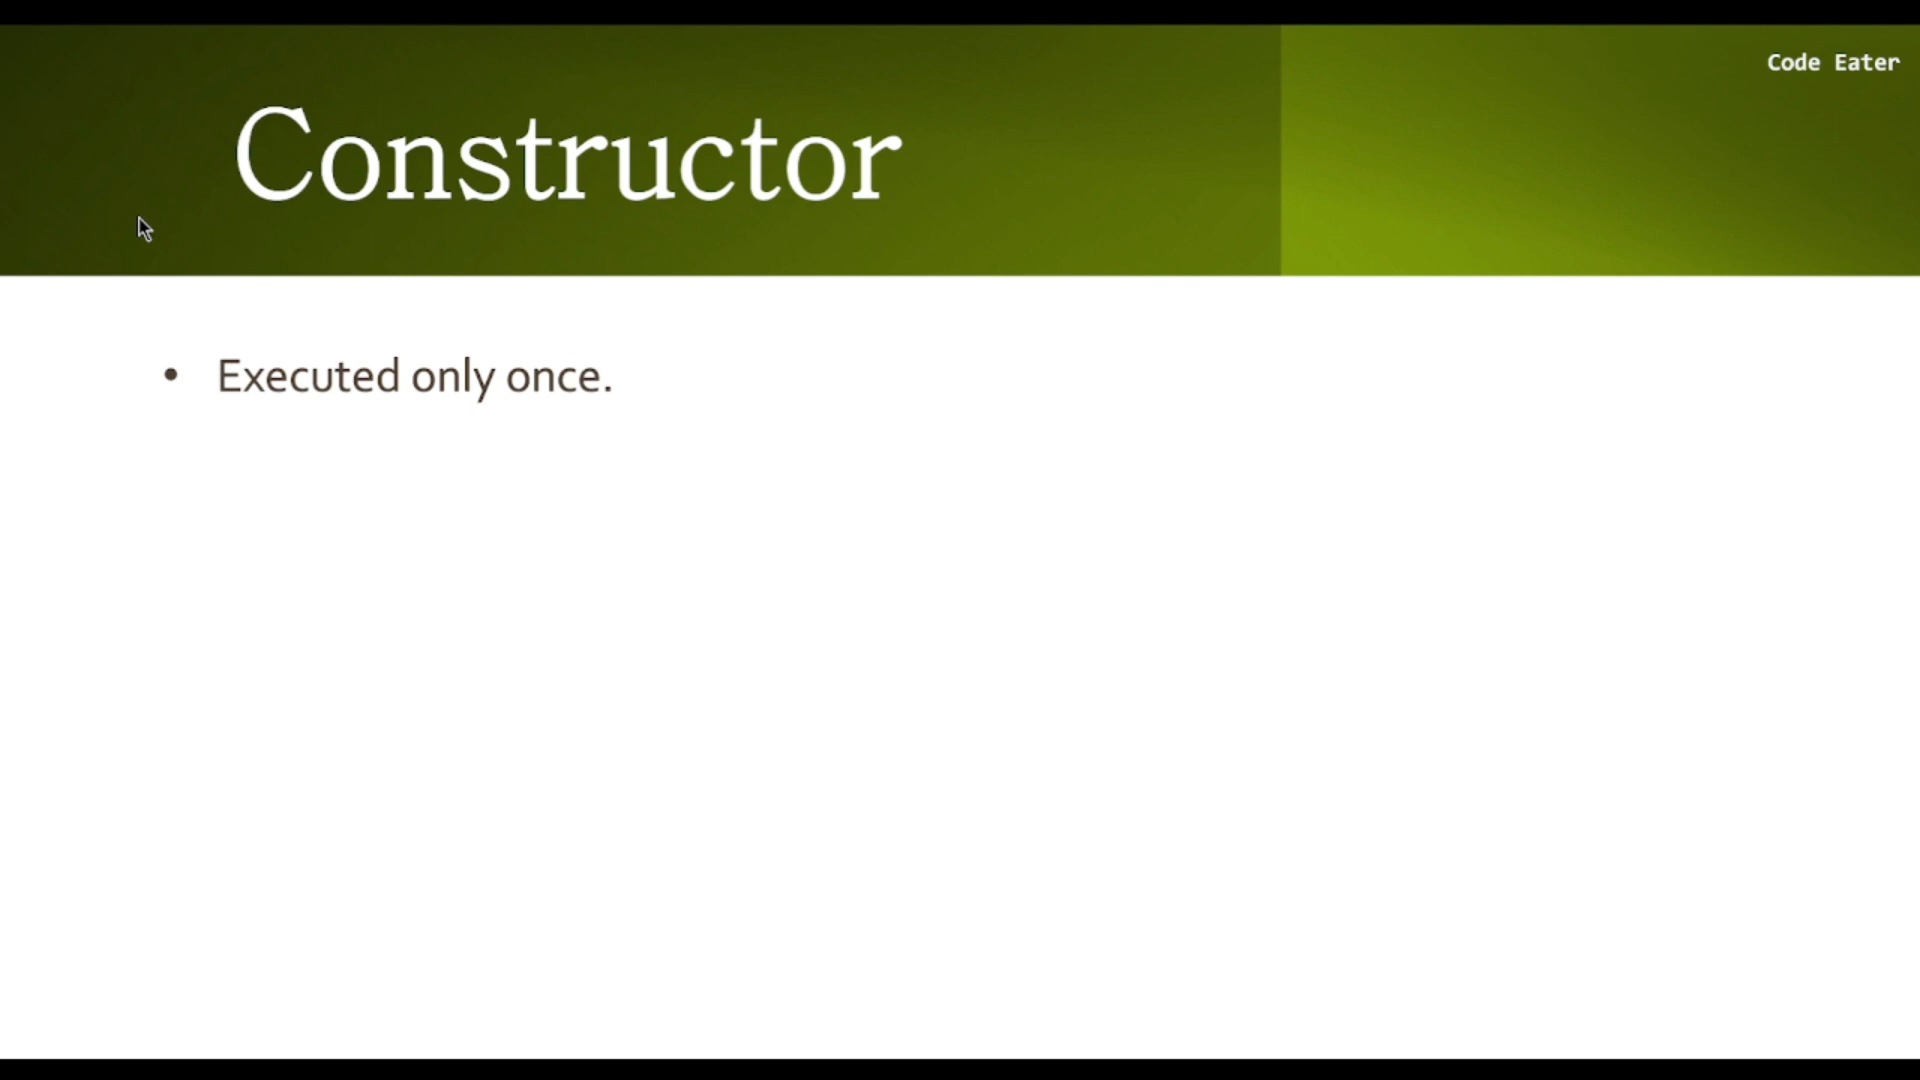 Code Eater
Constructor
• Executed only once.